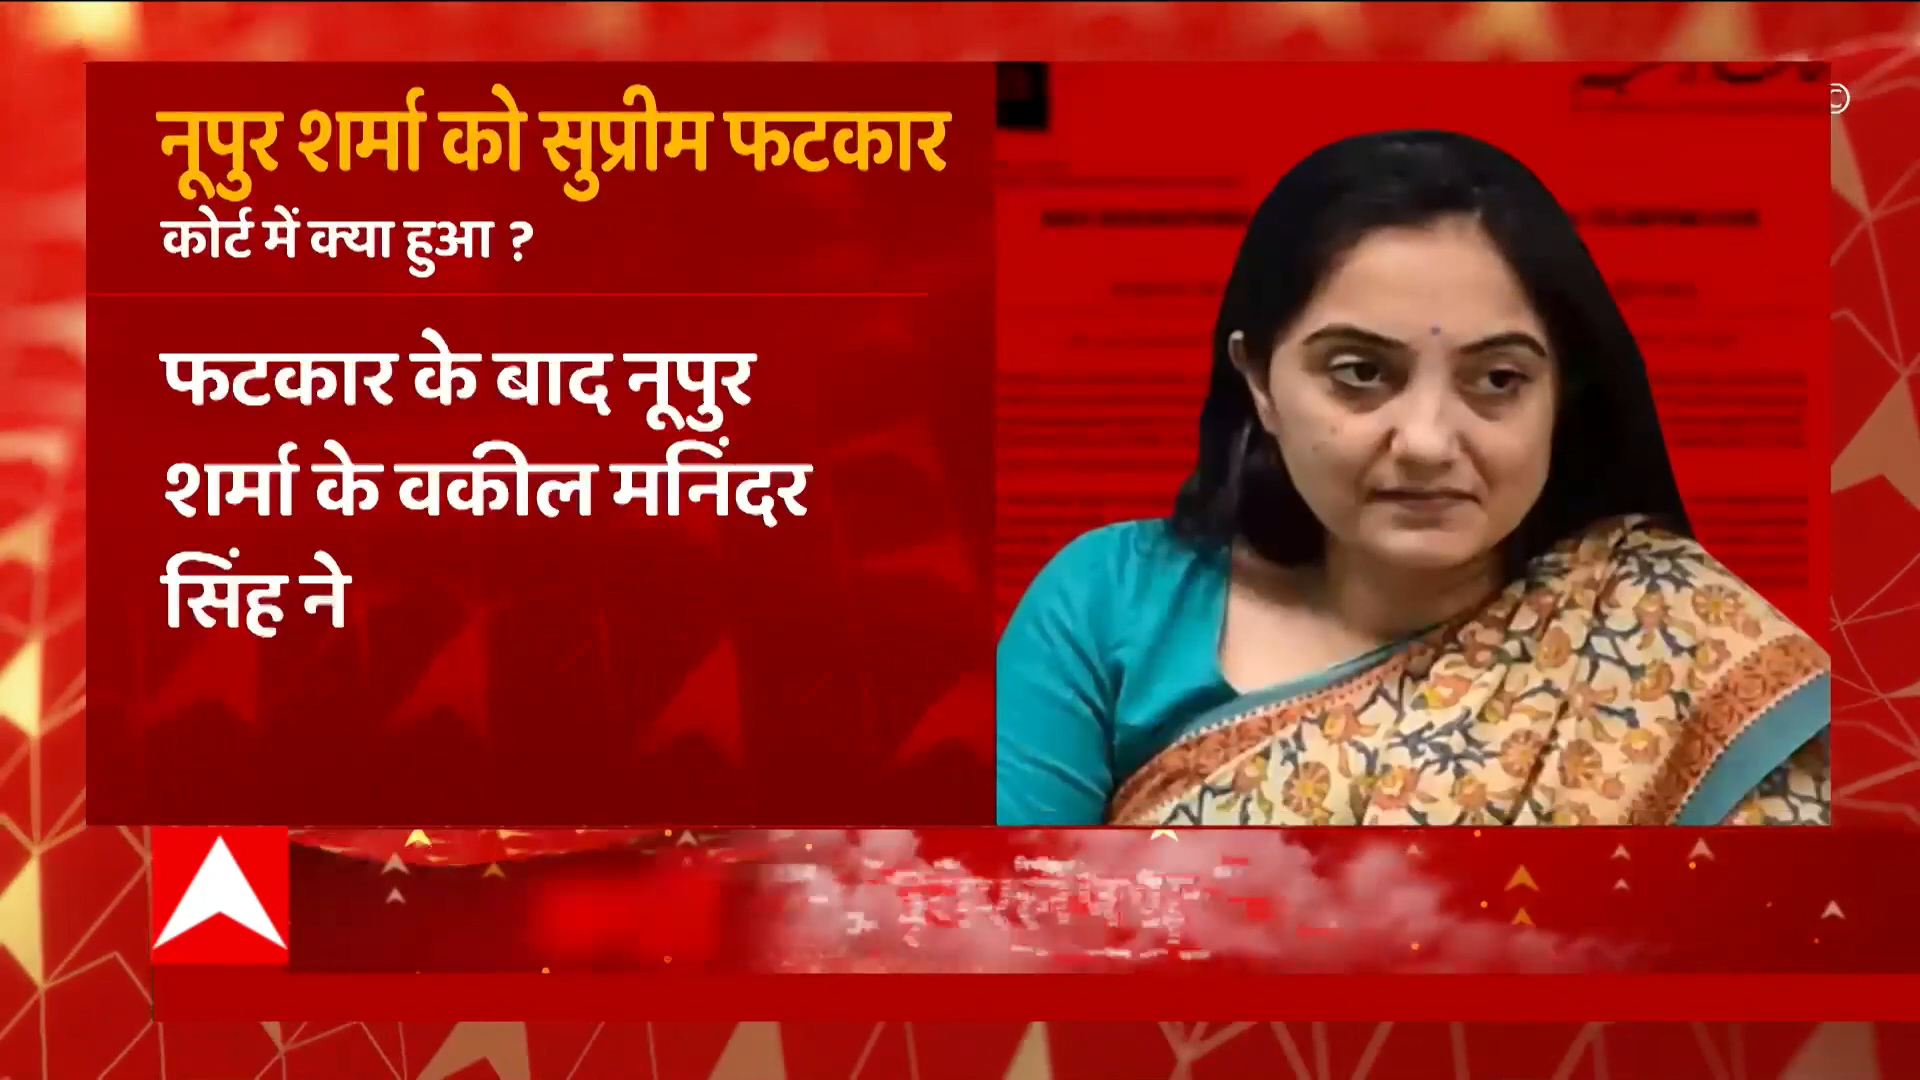 नूपुर शर्मा को सुप्रीम फटकार
कोर्ट में क्या हुआ ?
फटकार के बाद नूपुर
शर्मा के वकील मनिंदर
सिंह ने
©